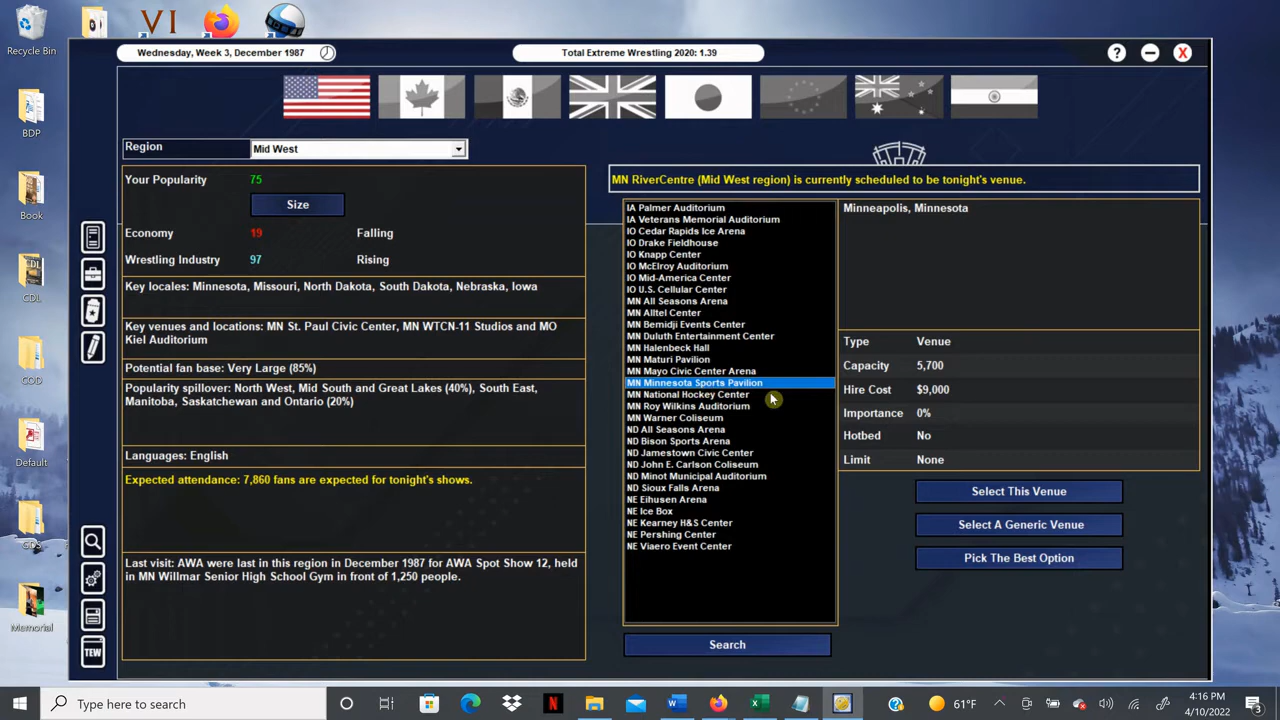 Recycle Bin
VI
Wednesday, Week 3, December 1987
Total Extreme Wrestling 2020: 1.39
?
X
BDP
Region
Mid West
Your Popularity
75
Size
Economy
19
Falling
Wrestling Industry
97
Rising
Key locales: Minnesota, Missouri, North Dakota, South Dakota, Nebraska, Iowa
Key venues and locations: MN St. Paul Civic Center, MN WTCN-11 Studios and MO
Kiel Auditorium
Potential fan base: Very Large (85%)
Popularity spillover: North West, Mid South and Great Lakes (40%), South East,
Manitoba, Saskatchewan and Ontario (20%)
Languages: English
Expected attendance: 7,860 fans are expected for tonight's shows.
Last visit: AWA were last in this region in December 1987 for AWA Spot Show 12, held
in MN Willmar Senior High School Gym in front of 1,250 people.
Book
CDL
COD
Default
GDS
Memorial
TEW
MN RiverCentre (Mid West region) is currently scheduled to be tonight's venue.
IA Palmer Auditorium
IA Veterans Memorial Auditorium
IO Cedar Rapids Ice Arena
IO Drake Fieldhouse
IO Knapp Center
IO McElroy Auditorium
IO Mid-America Center
IO U.S. Cellular Center
MN All Seasons Arena
MN Alltel Center
MN Bemidji Events Center
MN Duluth Entertainment Center
MN Halenbeck Hall
MN Maturi Pavilion
MN Mayo Civic Center Arena
MN Minnesota Sports Pavilion
MN National Hockey Center
MN Roy Wilkins Auditorium
MN Warner Coliseum
ND All Seasons Arena
ND Bison Sports Arena
ND Jamestown Civic Center
ND John E. Carlson Coliseum
ND Minot Municipal Auditorium
ND Sioux Falls Arena
NE Eihusen Arena
NE Ice Box
NE Kearney H&S Center
NE Pershing Center
NE Viaero Event Center
Search
Minneapolis, Minnesota
Type
Venue
Capacity
5,700
Hire Cost
$9,000
Importance
0%
Hotbed
No
Limit
None
Select This Venue
Select A Generic Venue
Pick The Best Option
Type here to search
N
61°F
4:16 PM
4/10/2022
3